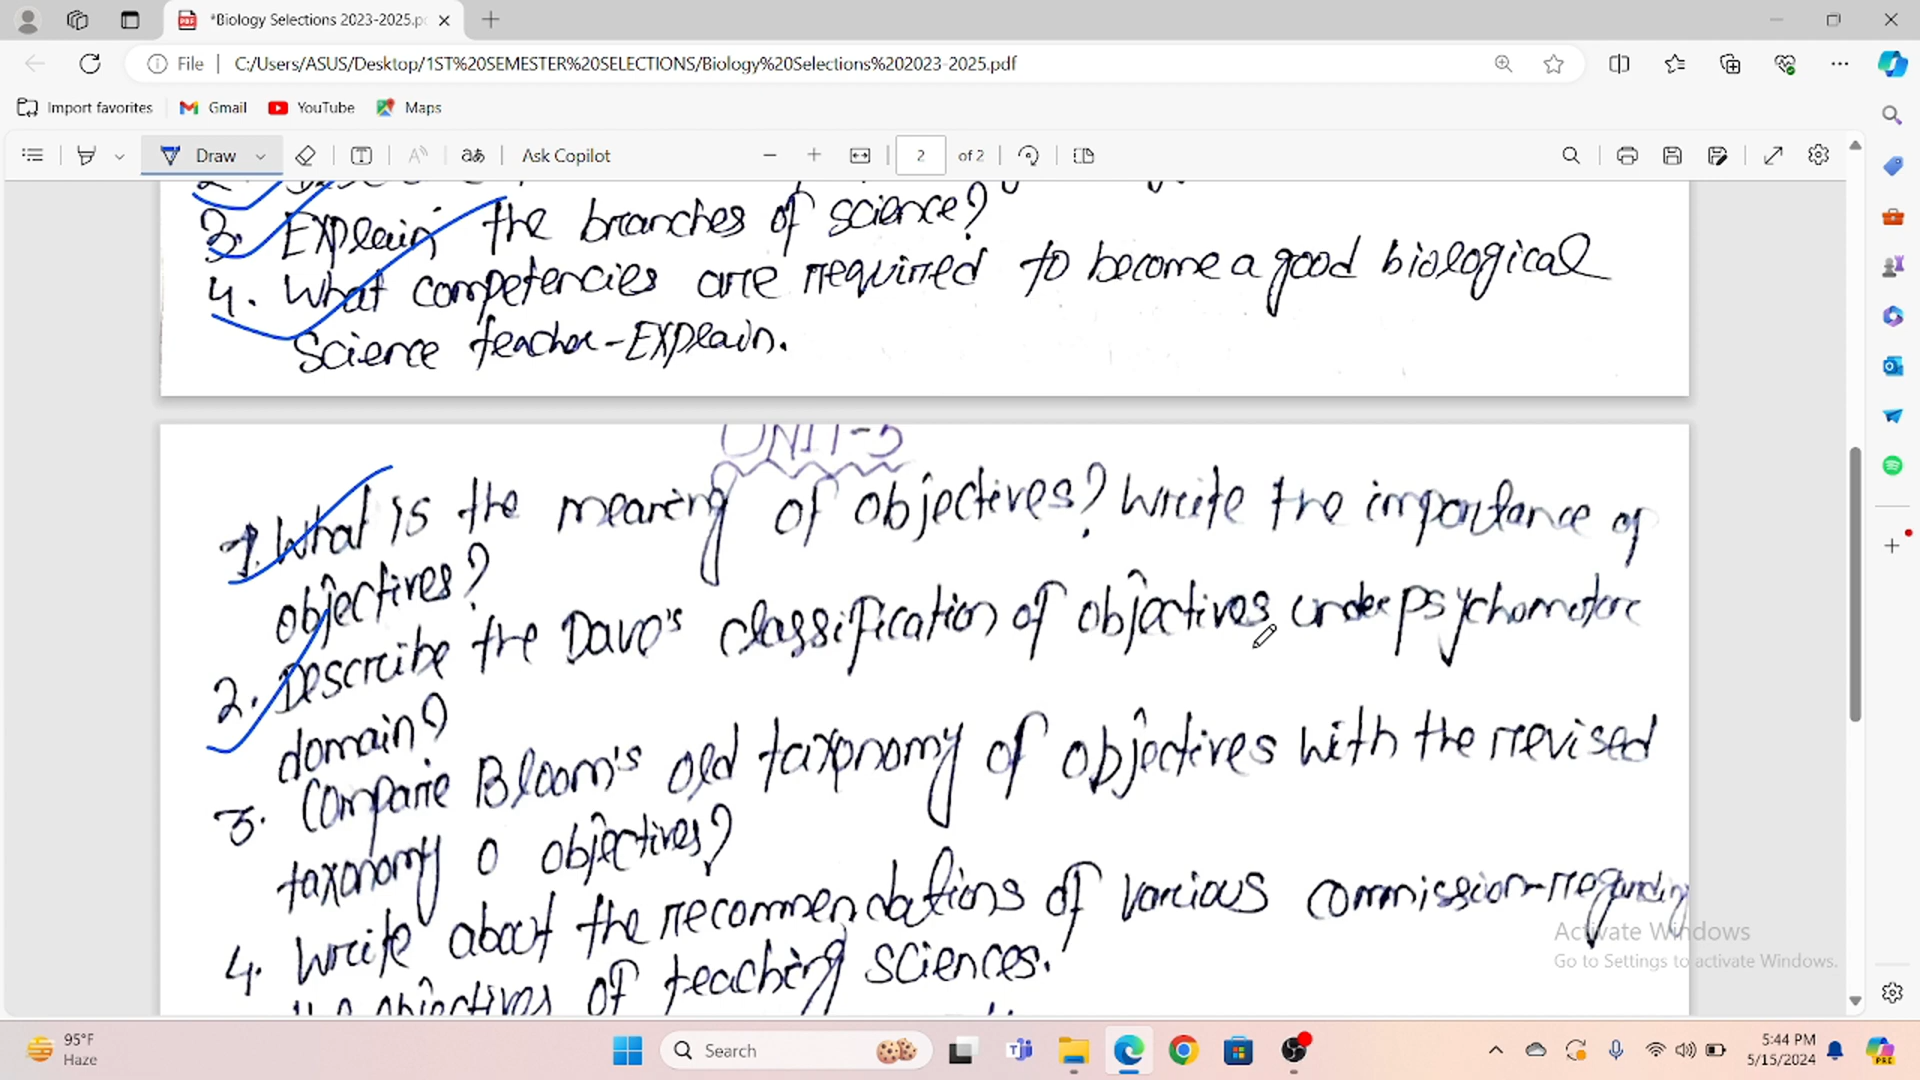 *Biology Selections 2023-2025.p
File
C:/Users/ASUS/Desktop/1ST%20SEMESTER%20SELECTIONS/Biology%20Selections%202023-2025.pdf
Import favorites
Gmail
YouTube
Maps
Draw
Ask Copilot
2
of 2
3. Explain the branches of science?
4. What competencies are required to become a good biological
Science teacher-Explain.
UNIT-3
1. What is the meaning of objectives? Write the importance of
objectives?
2. Describe the Dave's classification of objectives under psychomotore
domain?
3. Compare Bloom's old taxonomy of objectives with the revised
taxonomy o objectives?
4. Write about the recommendations of various commission-regarding
objectives of teaching sciences.
Activate Windows
Go to Settings to activate Windows.
95°F
Haze
Search
5:44 PM
5/15/2024